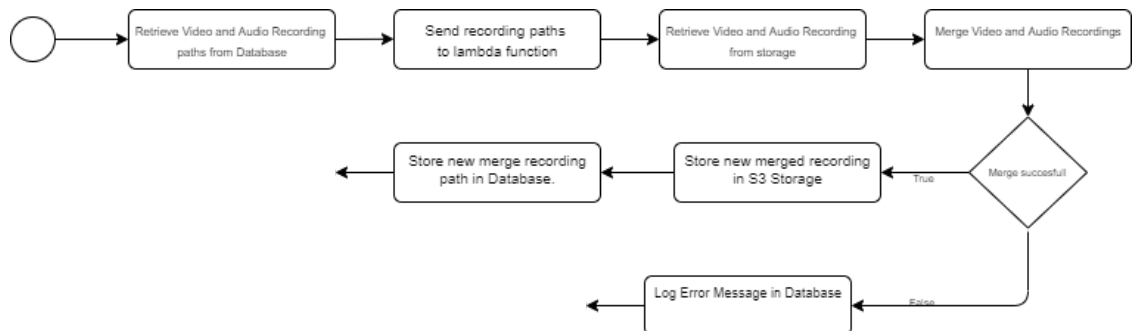 Retrieve Video and Audio Recording
paths from Database
Send recording paths
to lambda function
Retrieve Video and Audio Recording
from storage
Merge Video and Audio Recordings
Merge succesfull
True
Store new merged recording
in S3 Storage
Store new merge recording
path in Database.
False
Log Error Message in Database